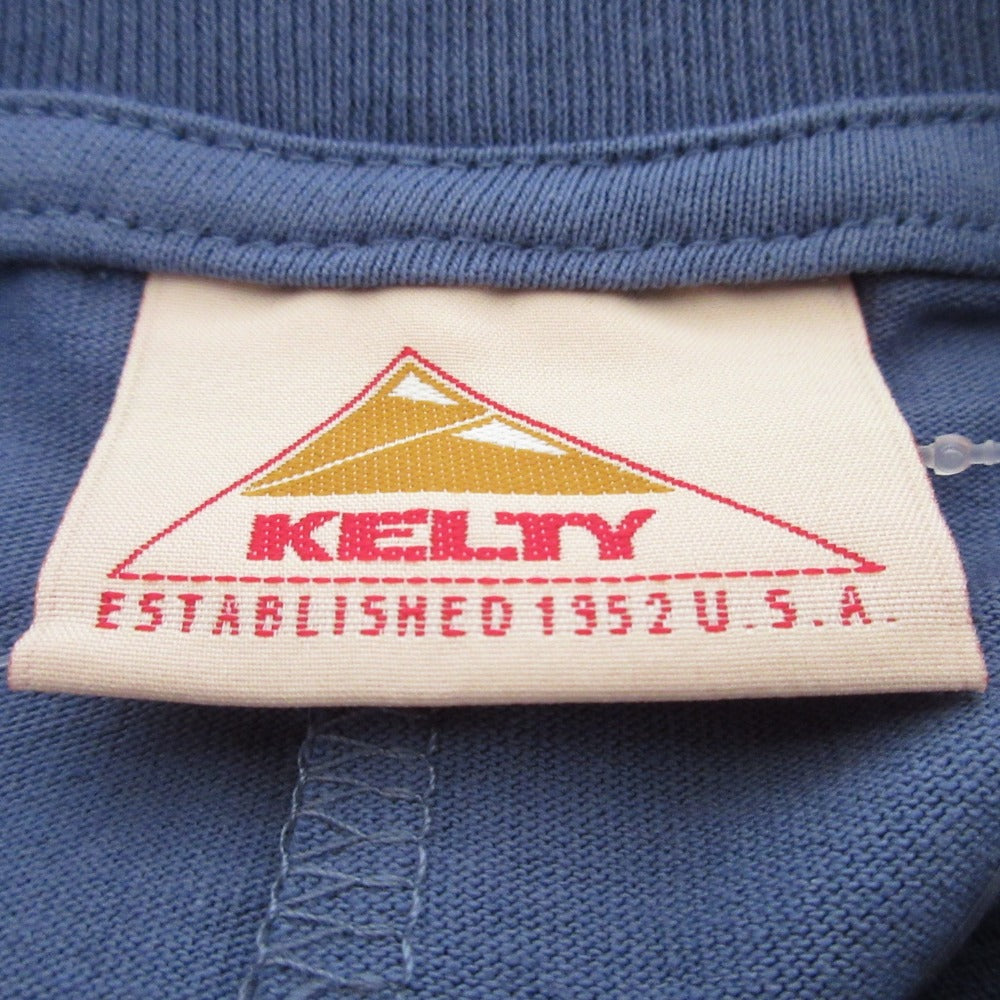 KELTY
ESTABLISHED 1952 U.S.A.